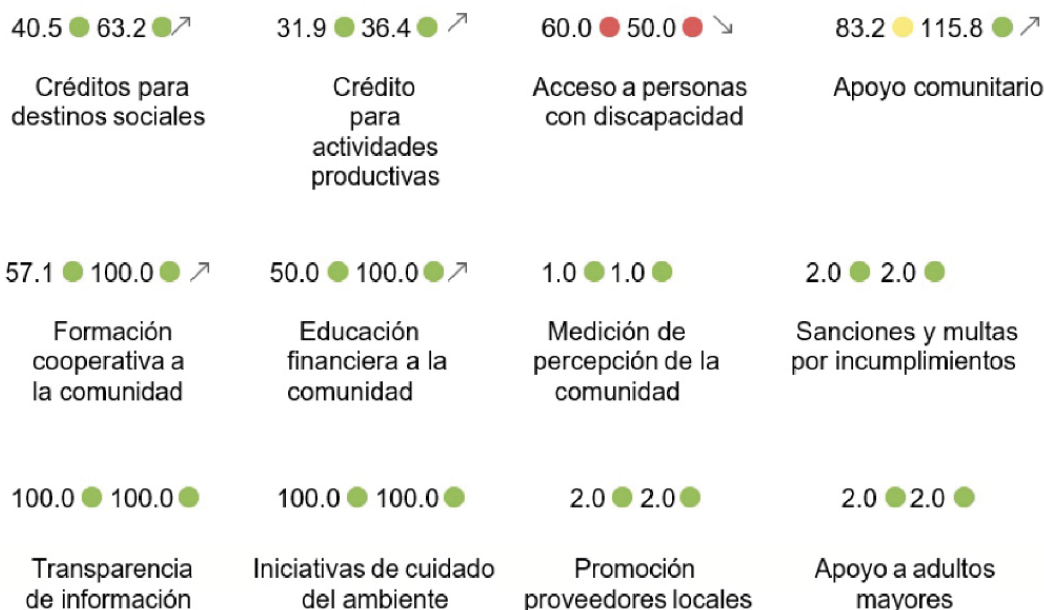 40.5 63.2
31.9 36.4
60.0 50.0
83.2 115.8
Créditos para
destinos sociales
Crédito
para
actividades
productivas
Acceso a personas
con discapacidad
Apoyo comunitario
57.1 100.0
50.0 100.0
1.0 1.0
2.0 2.0
Formación
cooperativa a
la comunidad
Educación
financiera a la
comunidad
Medición de
percepción de la
comunidad
Sanciones y multas
por incumplimientos
100.0 100.0
100.0 100.0
2.0 2.0
2.0 2.0
Transparencia
de información
Iniciativas de cuidado
del ambiente
Promoción
proveedores locales
Apoyo a adultos
mayores